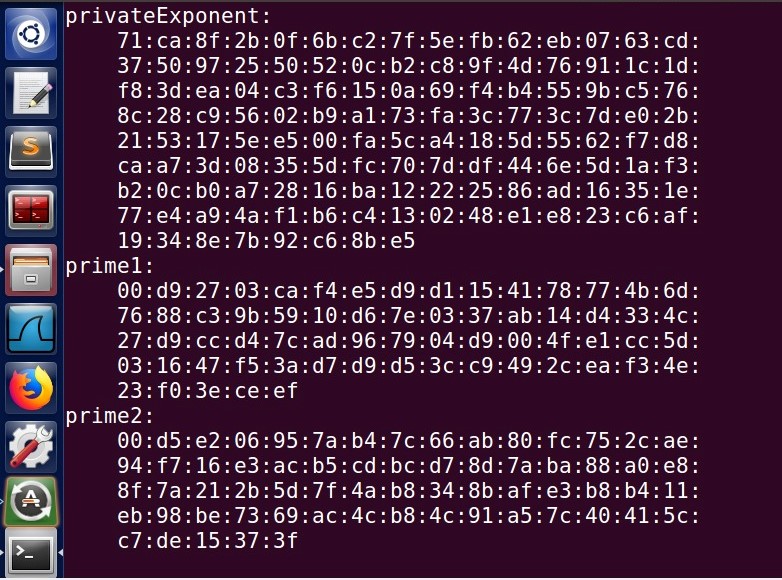 privateExponent:
71:ca:8f:2b:0f:6b:c2:7f:5e:fb:62:eb:07:63:cd:
37:50:97:25:50:52:0c:b2:c8:9f:4d:76:91:1c:1d:
f8:3d:ea:04:c3:f6:15:0a:69:f4:b4:55:9b:c5:76:
8c:28:c9:56:02:b9:a1:73:fa:3c:77:3c:7d:e0:2b:
21:53:17:5e:e5:00:fa:5c:a4:18:5d:55:62:f7:d8:
ca:a7:3d:08:35:5d:fc:70:7d:df:44:6e:5d:1a:f3:
b2:0c:b0:a7:28:16:ba:12:22:25:86:ad:16:35:1e:
77:e4:a9:4a:f1:b6:c4:13:02:48:e1:e8:23:c6:af:
19:34:8e:7b:92:c6:8b:e5
prime1:
00:d9:27:03:ca:f4:e5:d9:d1:15:41:78:77:4b:6d:
76:88:c3:9b:59:10:d6:7e:03:37:ab:14:d4:33:4c:
27:d9:cc:d4:7c:ad:96:79:04:d9:00:4f:e1:cc:5d:
03:16:47:f5:3a:d7:d9:d5:3c:c9:49:2c:ea:f3:4e:
23:f0:3e:ce:ef
prime2:
00:d5:e2:06:95:7a:b4:7c:66:ab:80:fc:75:2c:ae:
94:f7:16:e3:ac:b5:cd:bc:d7:8d:7a:ba:88:a0:e8:
8f:7a:21:2b:5d:7f:4a:b8:34:8b:af:e3:b8:b4:11:
eb:98:be:73:69:ac:4c:b8:4c:91:a5:7c:40:41:5c:
c7:de:15:37:3f